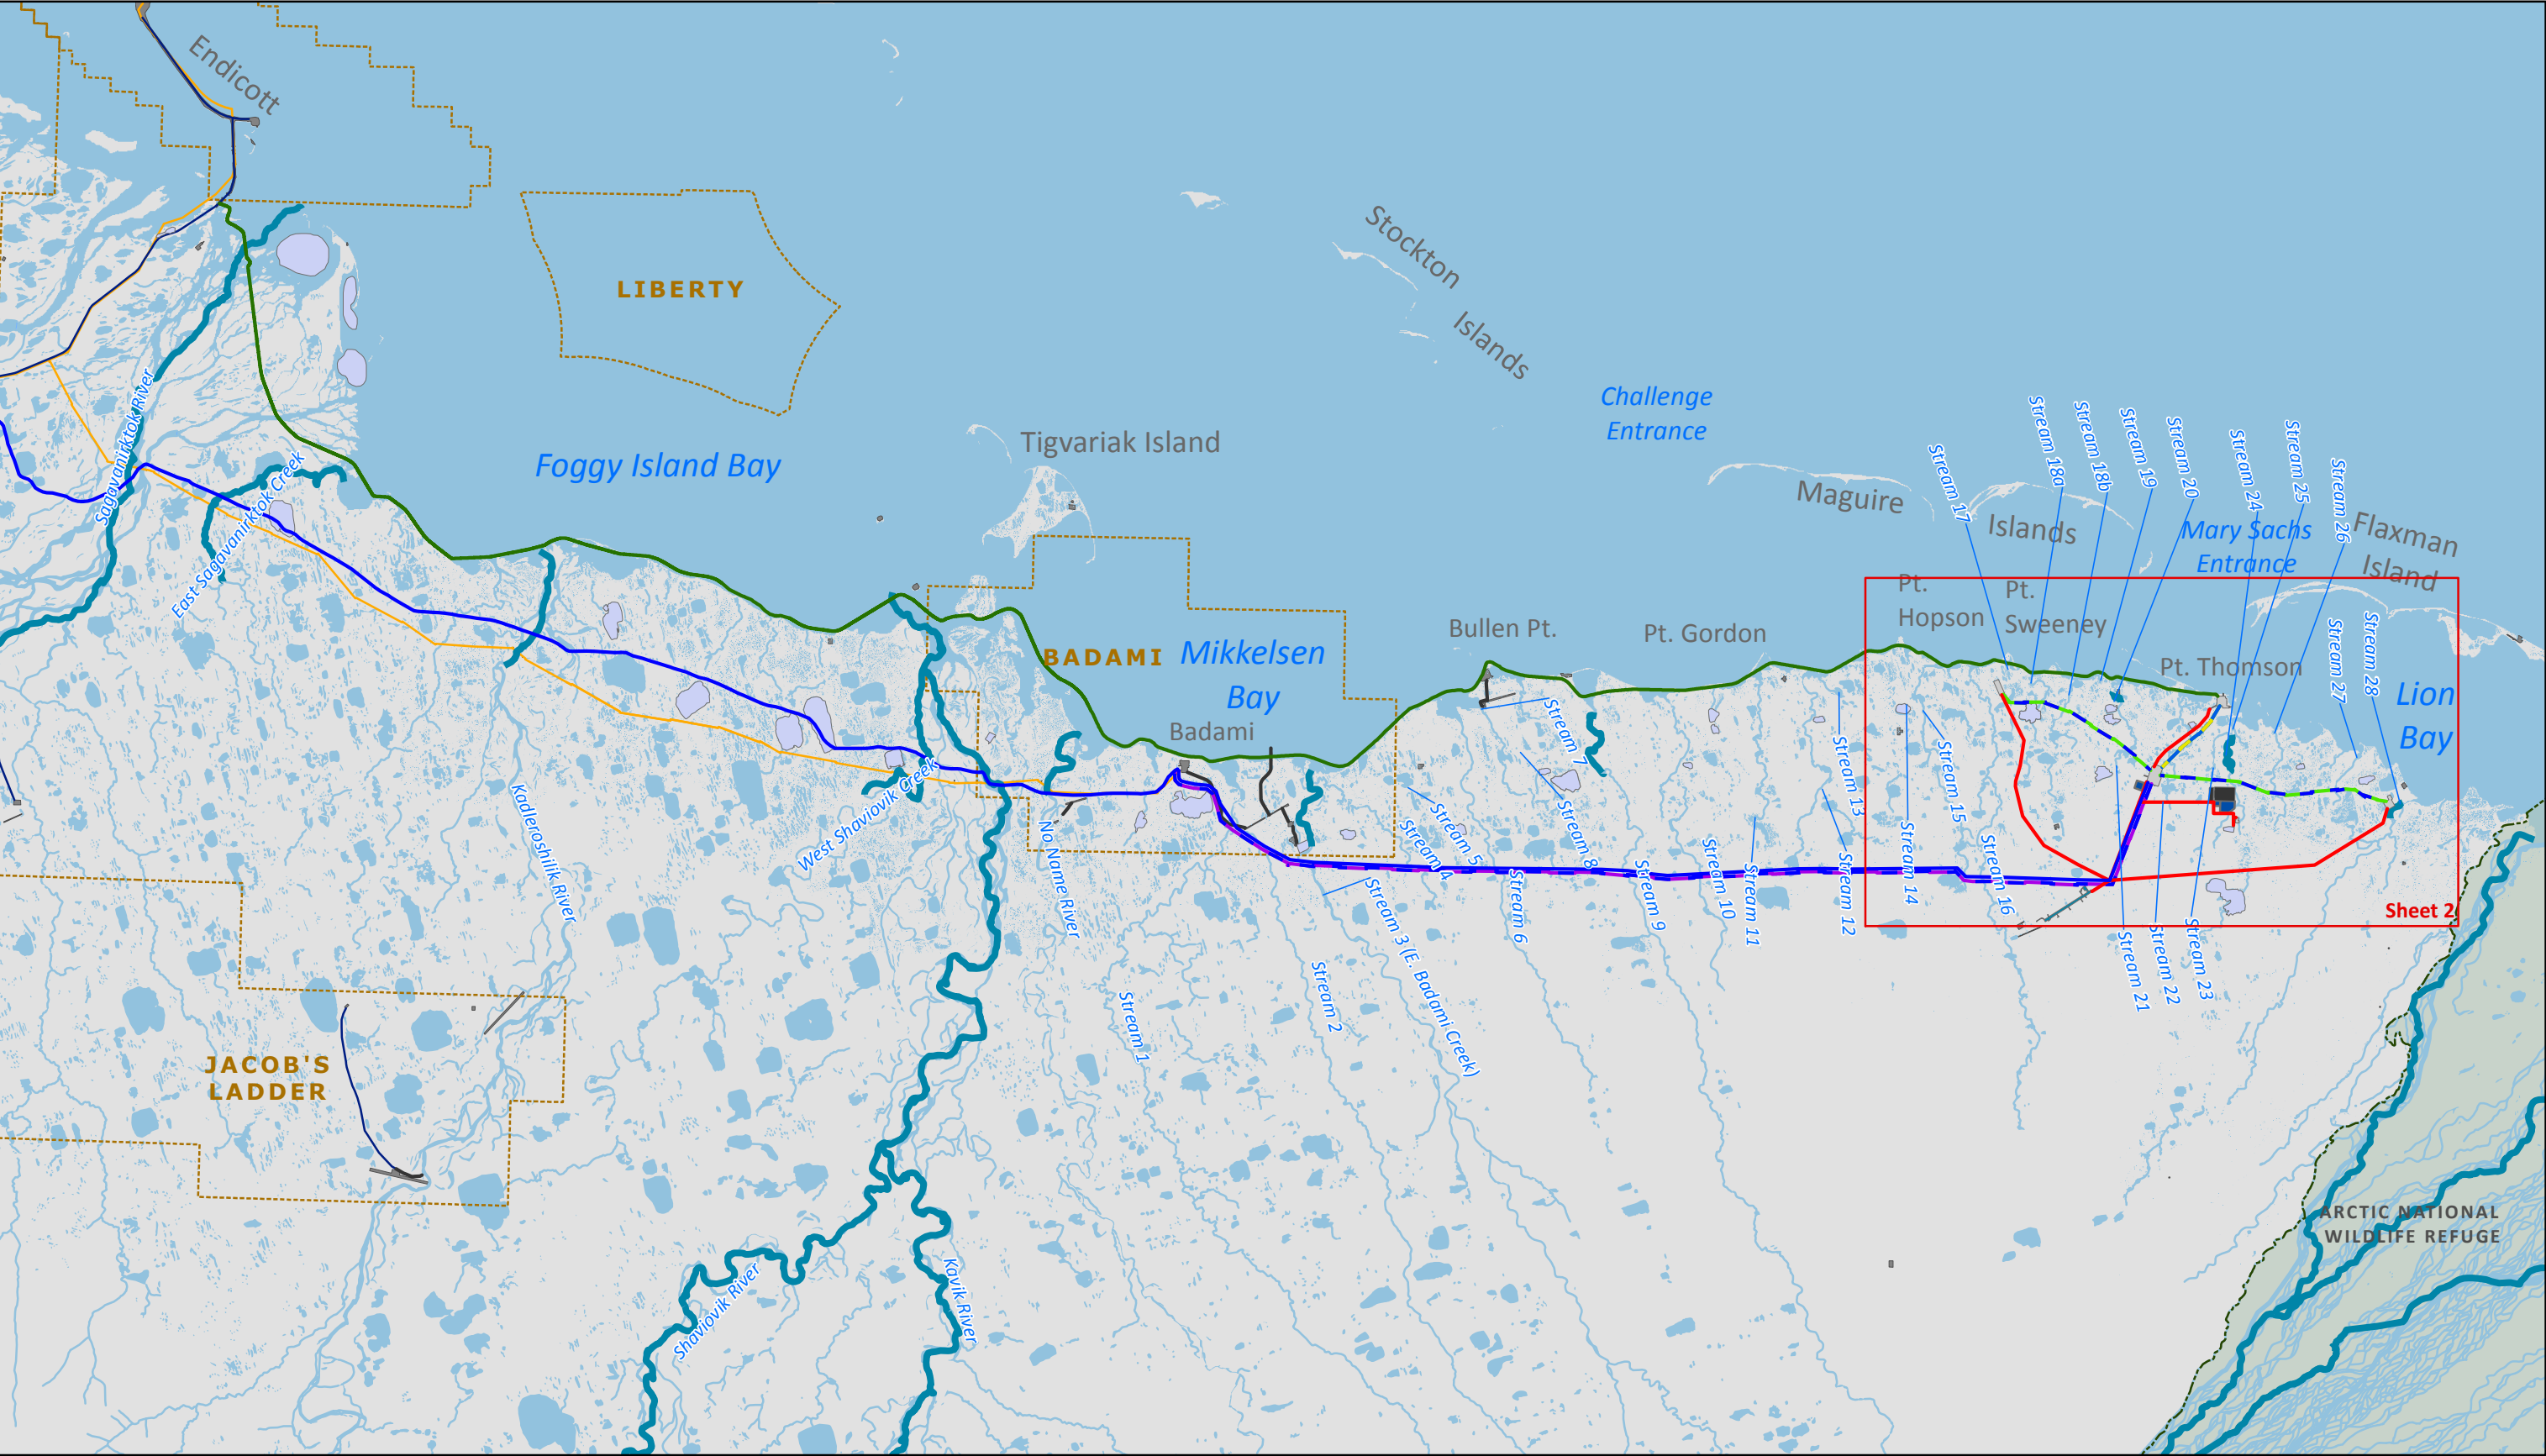 Endicott
LIBERTY
Stockton
Islands
Challenge
Entrance
Foggy Island Bay
Tigvariak Island
Maguire
Islands
Mary Sachs
Entrance
Flaxman
Island
Stream 17
Stream 18a
Stream 18b
Stream 19
Stream 20
Stream 24
Stream 25
Stream 26
Stream 27
Stream 28
Sagavanirktok River
East Sagavanirktok Creek
BADAMI
Mikkelsen
Bay
Badami
Bullen Pt.
Pt. Gordon
Pt.
Hopson
Pt.
Sweeney
Pt. Thomson
Lion
Bay
Kadleroshilik River
West Shaviovik Creek
No Name River
Stream 1
Stream 2
Stream 3 (E. Badami Creek)
Stream 4
Stream 5
Stream 6
Stream 7
Stream 8
Stream 9
Stream 10
Stream 11
Stream 12
Stream 13
Stream 14
Stream 15
Stream 16
Stream 21
Stream 22
Stream 23
Sheet 2
JACOB'S
LADDER
Shaviovik River
Kavik River
ARCTIC NATIONAL
WILDLIFE REFUGE